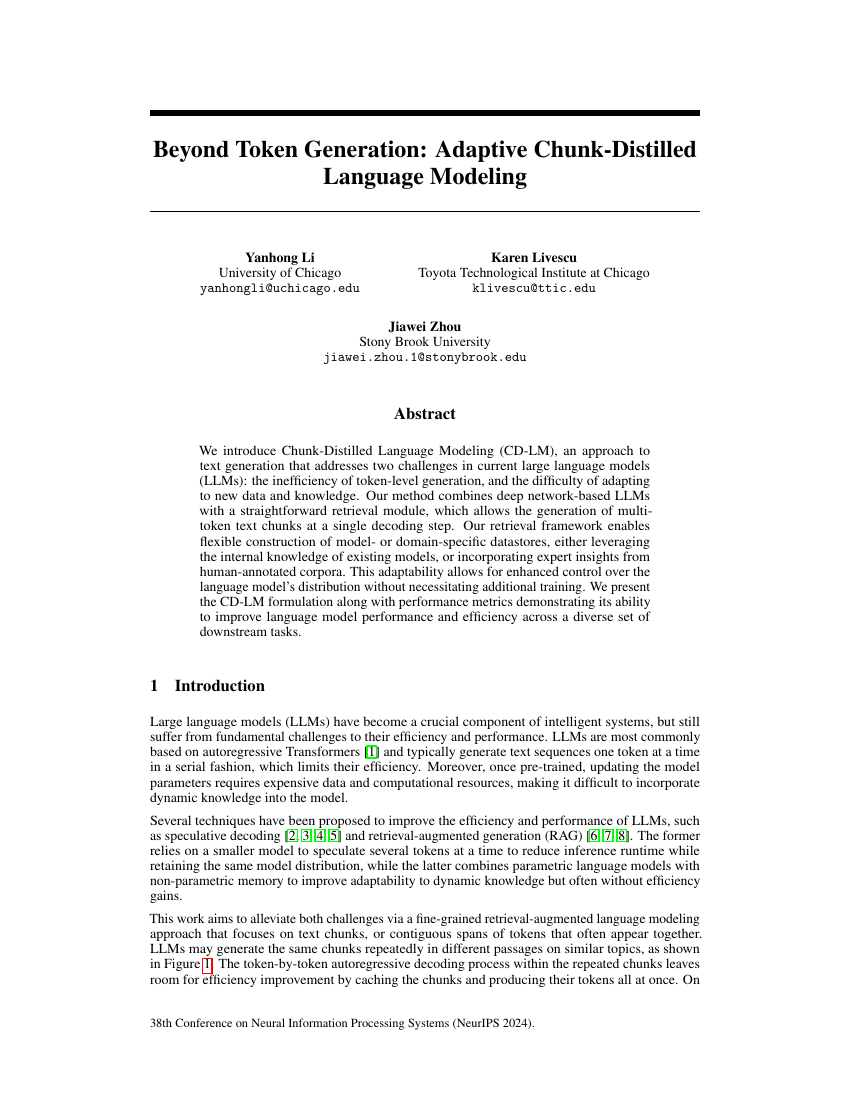 Beyond Token Generation: Adaptive Chunk-Distilled
Language Modeling
Yanhong Li
University of Chicago
yanhongli@uchicago.edu
Karen Livescu
Toyota Technological Institute at Chicago
klivescu@ttic.edu
Jiawei Zhou
Stony Brook University
jiawei.zhou.1@stonybrook.edu
Abstract
We introduce Chunk-Distilled Language Modeling (CD-LM), an approach to
text generation that addresses two challenges in current large language models
(LLMs): the inefficiency of token-level generation, and the difficulty of adapting
to new data and knowledge. Our method combines deep network-based LLMs
with a straightforward retrieval module, which allows the generation of multi-
token text chunks at a single decoding step. Our retrieval framework enables
flexible construction of model- or domain-specific datastores, either leveraging
the internal knowledge of existing models, or incorporating expert insights from
human-annotated corpora. This adaptability allows for enhanced control over the
language model's distribution without necessitating additional training. We present
the CD-LM formulation along with performance metrics demonstrating its ability
to improve language model performance and efficiency across a diverse set of
downstream tasks.
1 Introduction
Large language models (LLMs) have become a crucial component of intelligent systems, but still
suffer from fundamental challenges to their efficiency and performance. LLMs are most commonly
based on autoregressive Transformers [1] and typically generate text sequences one token at a time
in a serial fashion, which limits their efficiency. Moreover, once pre-trained, updating the model
parameters requires expensive data and computational resources, making it difficult to incorporate
dynamic knowledge into the model.
Several techniques have been proposed to improve the efficiency and performance of LLMs, such
as speculative decoding [2, 3, 4, 5] and retrieval-augmented generation (RAG) [6, 7, 8]. The former
relies on a smaller model to speculate several tokens at a time to reduce inference runtime while
retaining the same model distribution, while the latter combines parametric language models with
non-parametric memory to improve adaptability to dynamic knowledge but often without efficiency
gains.
This work aims to alleviate both challenges via a fine-grained retrieval-augmented language modeling
approach that focuses on text chunks, or contiguous spans of tokens that often appear together.
LLMs may generate the same chunks repeatedly in different passages on similar topics, as shown
in Figure 1. The token-by-token autoregressive decoding process within the repeated chunks leaves
room for efficiency improvement by caching the chunks and producing their tokens all at once. On
38th Conference on Neural Information Processing Systems (NeurIPS 2024).